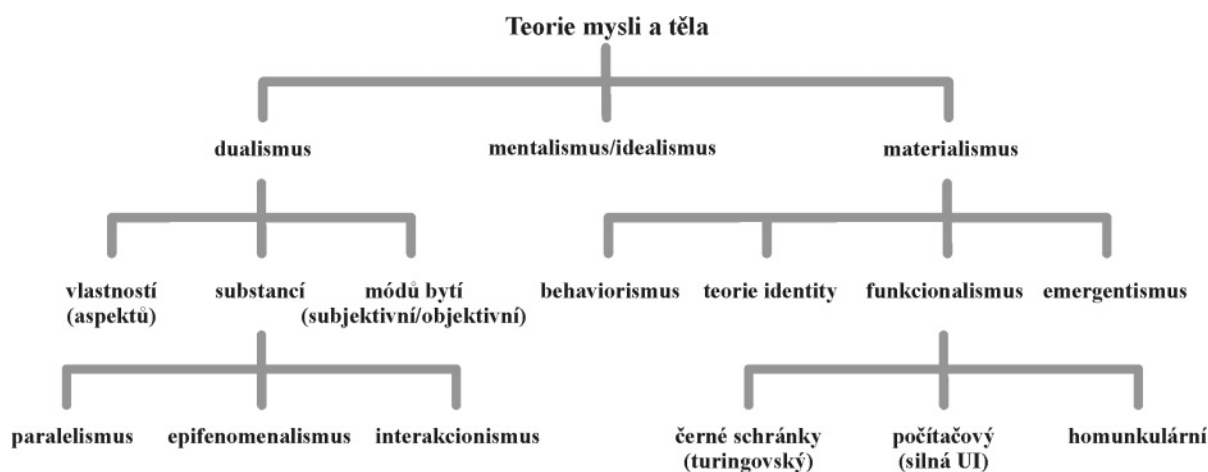 Teorie mysli a těla
dualismus
mentalismus/idealismus
materialismus
vlastností
(aspektů)
substancí
módů bytí
(subjektivní/objektivní)
behaviorismus
teorie identity
funkcionalismus
emergentismus
paralelismus
epifenomenalismus
interakcionismus
černé schránky
(turingovský)
počítačový
(silná UI)
homunkulární